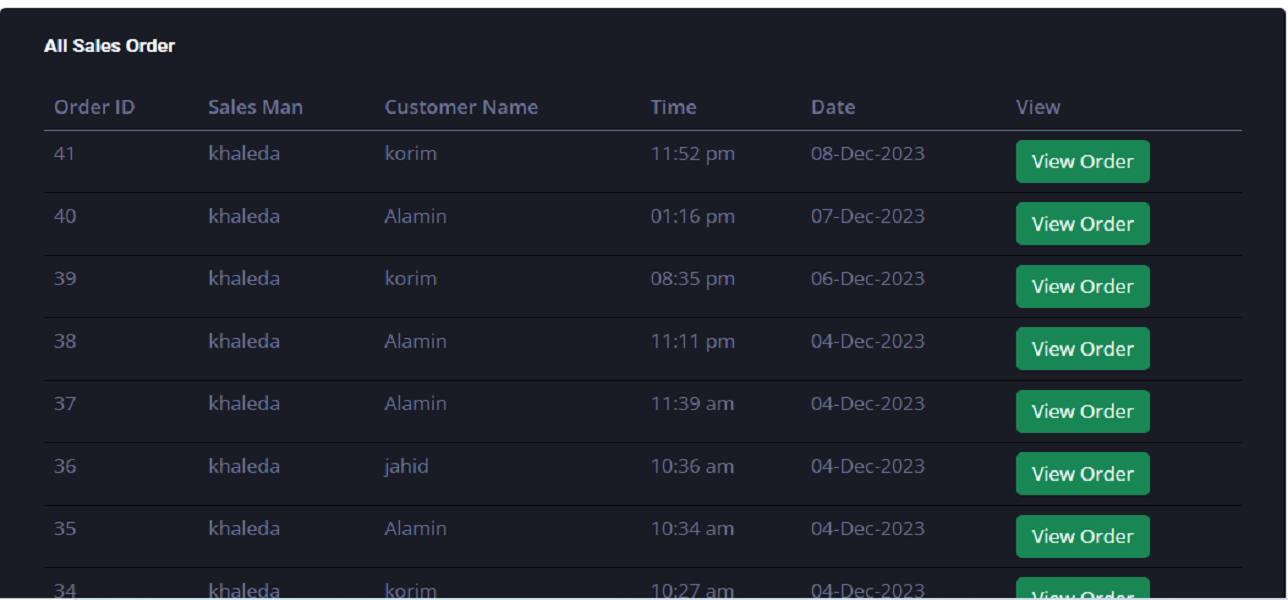 All Sales Order
Order ID Sales Man Customer Name Time Date View
41 khaleda korim 11:52 pm 08-Dec-2023 View Order
40 khaleda Alamin 01:16 pm 07-Dec-2023 View Order
39 khaleda korim 08:35 pm 06-Dec-2023 View Order
38 khaleda Alamin 11:11 pm 04-Dec-2023 View Order
37 khaleda Alamin 11:39 am 04-Dec-2023 View Order
36 khaleda jahid 10:36 am 04-Dec-2023 View Order
35 khaleda Alamin 10:34 am 04-Dec-2023 View Order
34 khaleda korim 10:27 am 04-Dec-2023 View Order